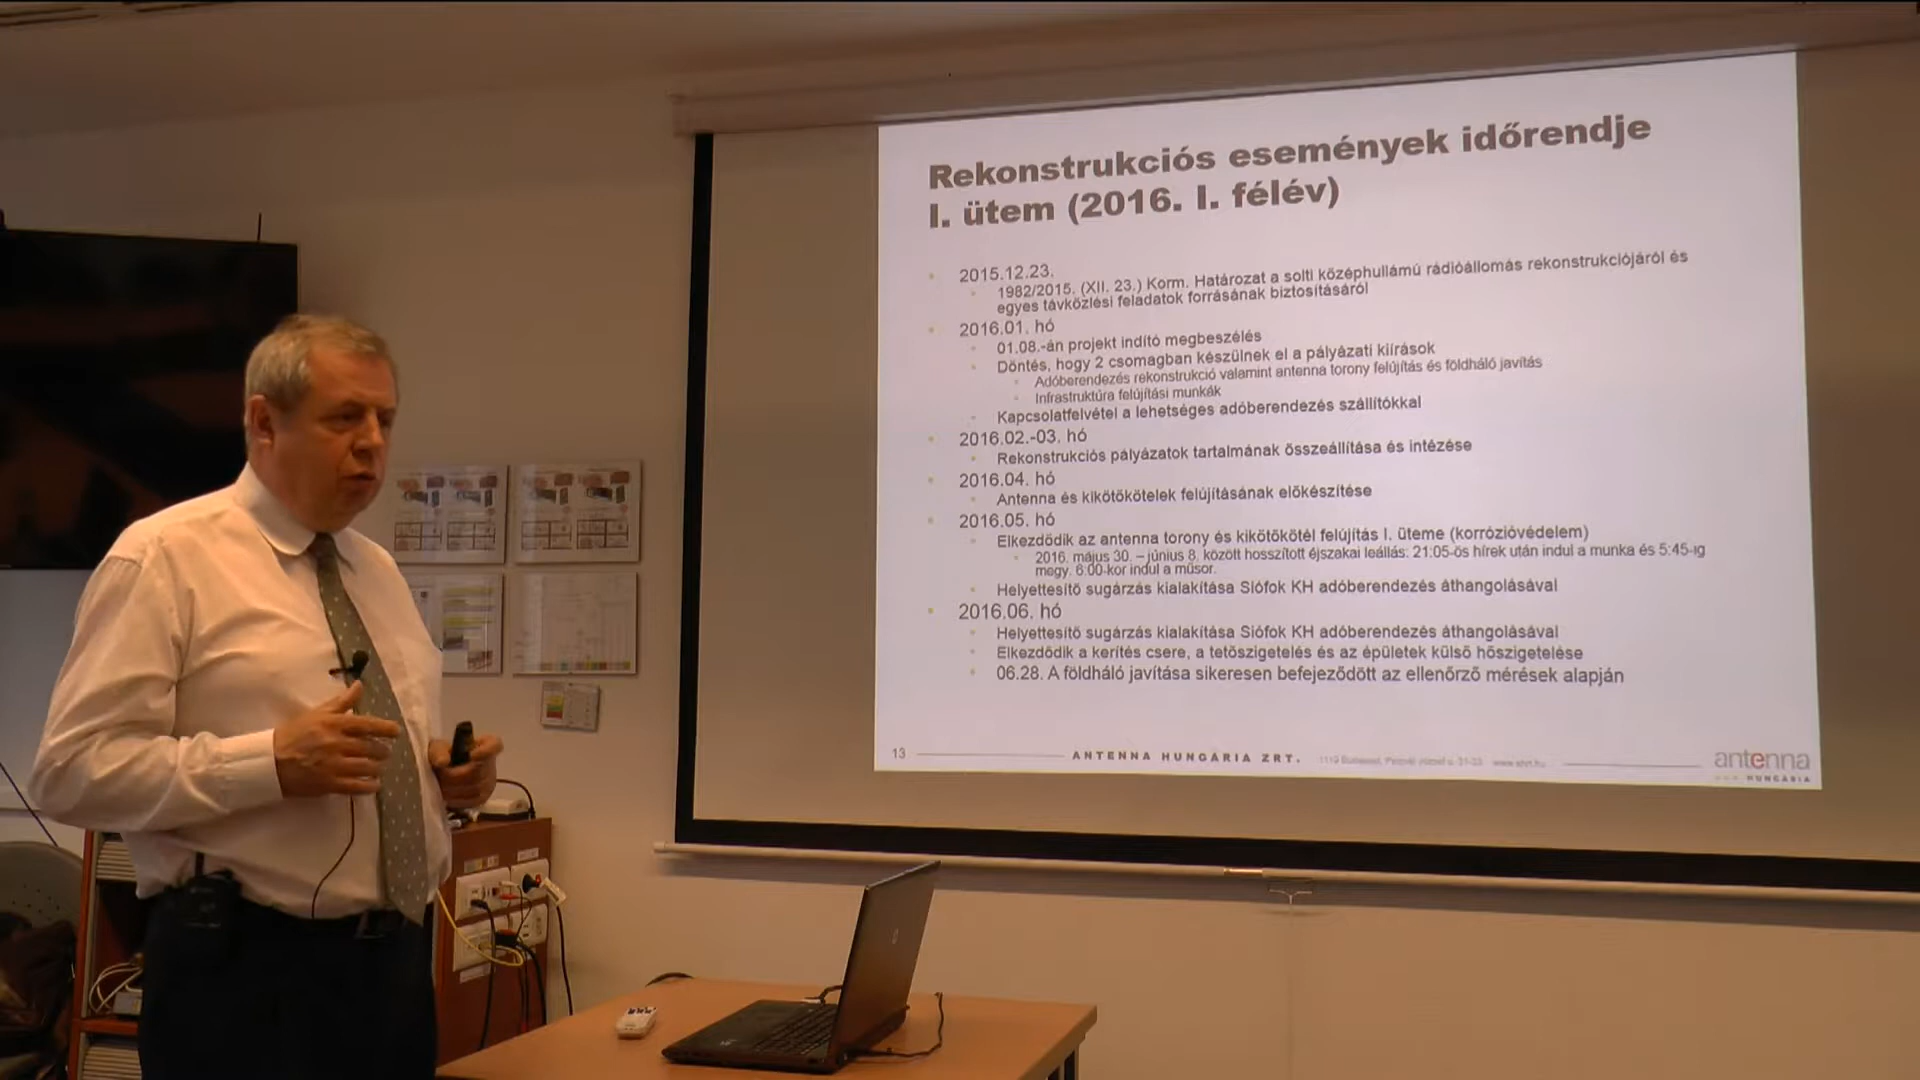 Rekonstrukciós események időrendje
I. ütem (2016. I. félév)
2015.12.23.
1982/2015. (XII. 23.) Korm. Határozat a solti középhullámú rádióállomás rekonstrukciójáról és
egyes távközlési feladatok forrásának biztosításáról
2016.01. hó
01.08.-án projekt indító megbeszélés
Döntés, hogy 2 csomagban készülnek el a pályázati kiírások
Adóberendezés rekonstrukció valamint antenna torony felújítás és földháló javítás
Infrastruktúra felújítási munkák
Kapcsolatfelvétel a lehetséges adóberendezés szállítókkal
2016.02.-03. hó
Rekonstrukciós pályázatok tartalmának összeállítása és intézése
2016.04. hó
Antenna és kikötőkötelek felújításának előkészítése
2016.05. hó
Elkezdődik az antenna torony és kikötőkötél felújítás I. üteme (korrózióvédelem)
2016. május 30. – június 8. között hosszított éjszakai leállás: 21:05-ös hírek után indul a munka és 5:45-ig
megy. 6:00-kor indul a műsor.
Helyettesítő sugárzás kialakítása Siófok KH adóberendezés áthangolásával
2016.06. hó
Helyettesítő sugárzás kialakítása Siófok KH adóberendezés áthangolásával
Elkezdődik a kerítés csere, a tetőszigetelés és az épületek külső hőszigetelése
06.28. A földháló javítása sikeresen befejeződött az ellenőrző mérések alapján
13
ANTENNA HUNGÁRIA ZRT.
antenna
HUNGÁRIA